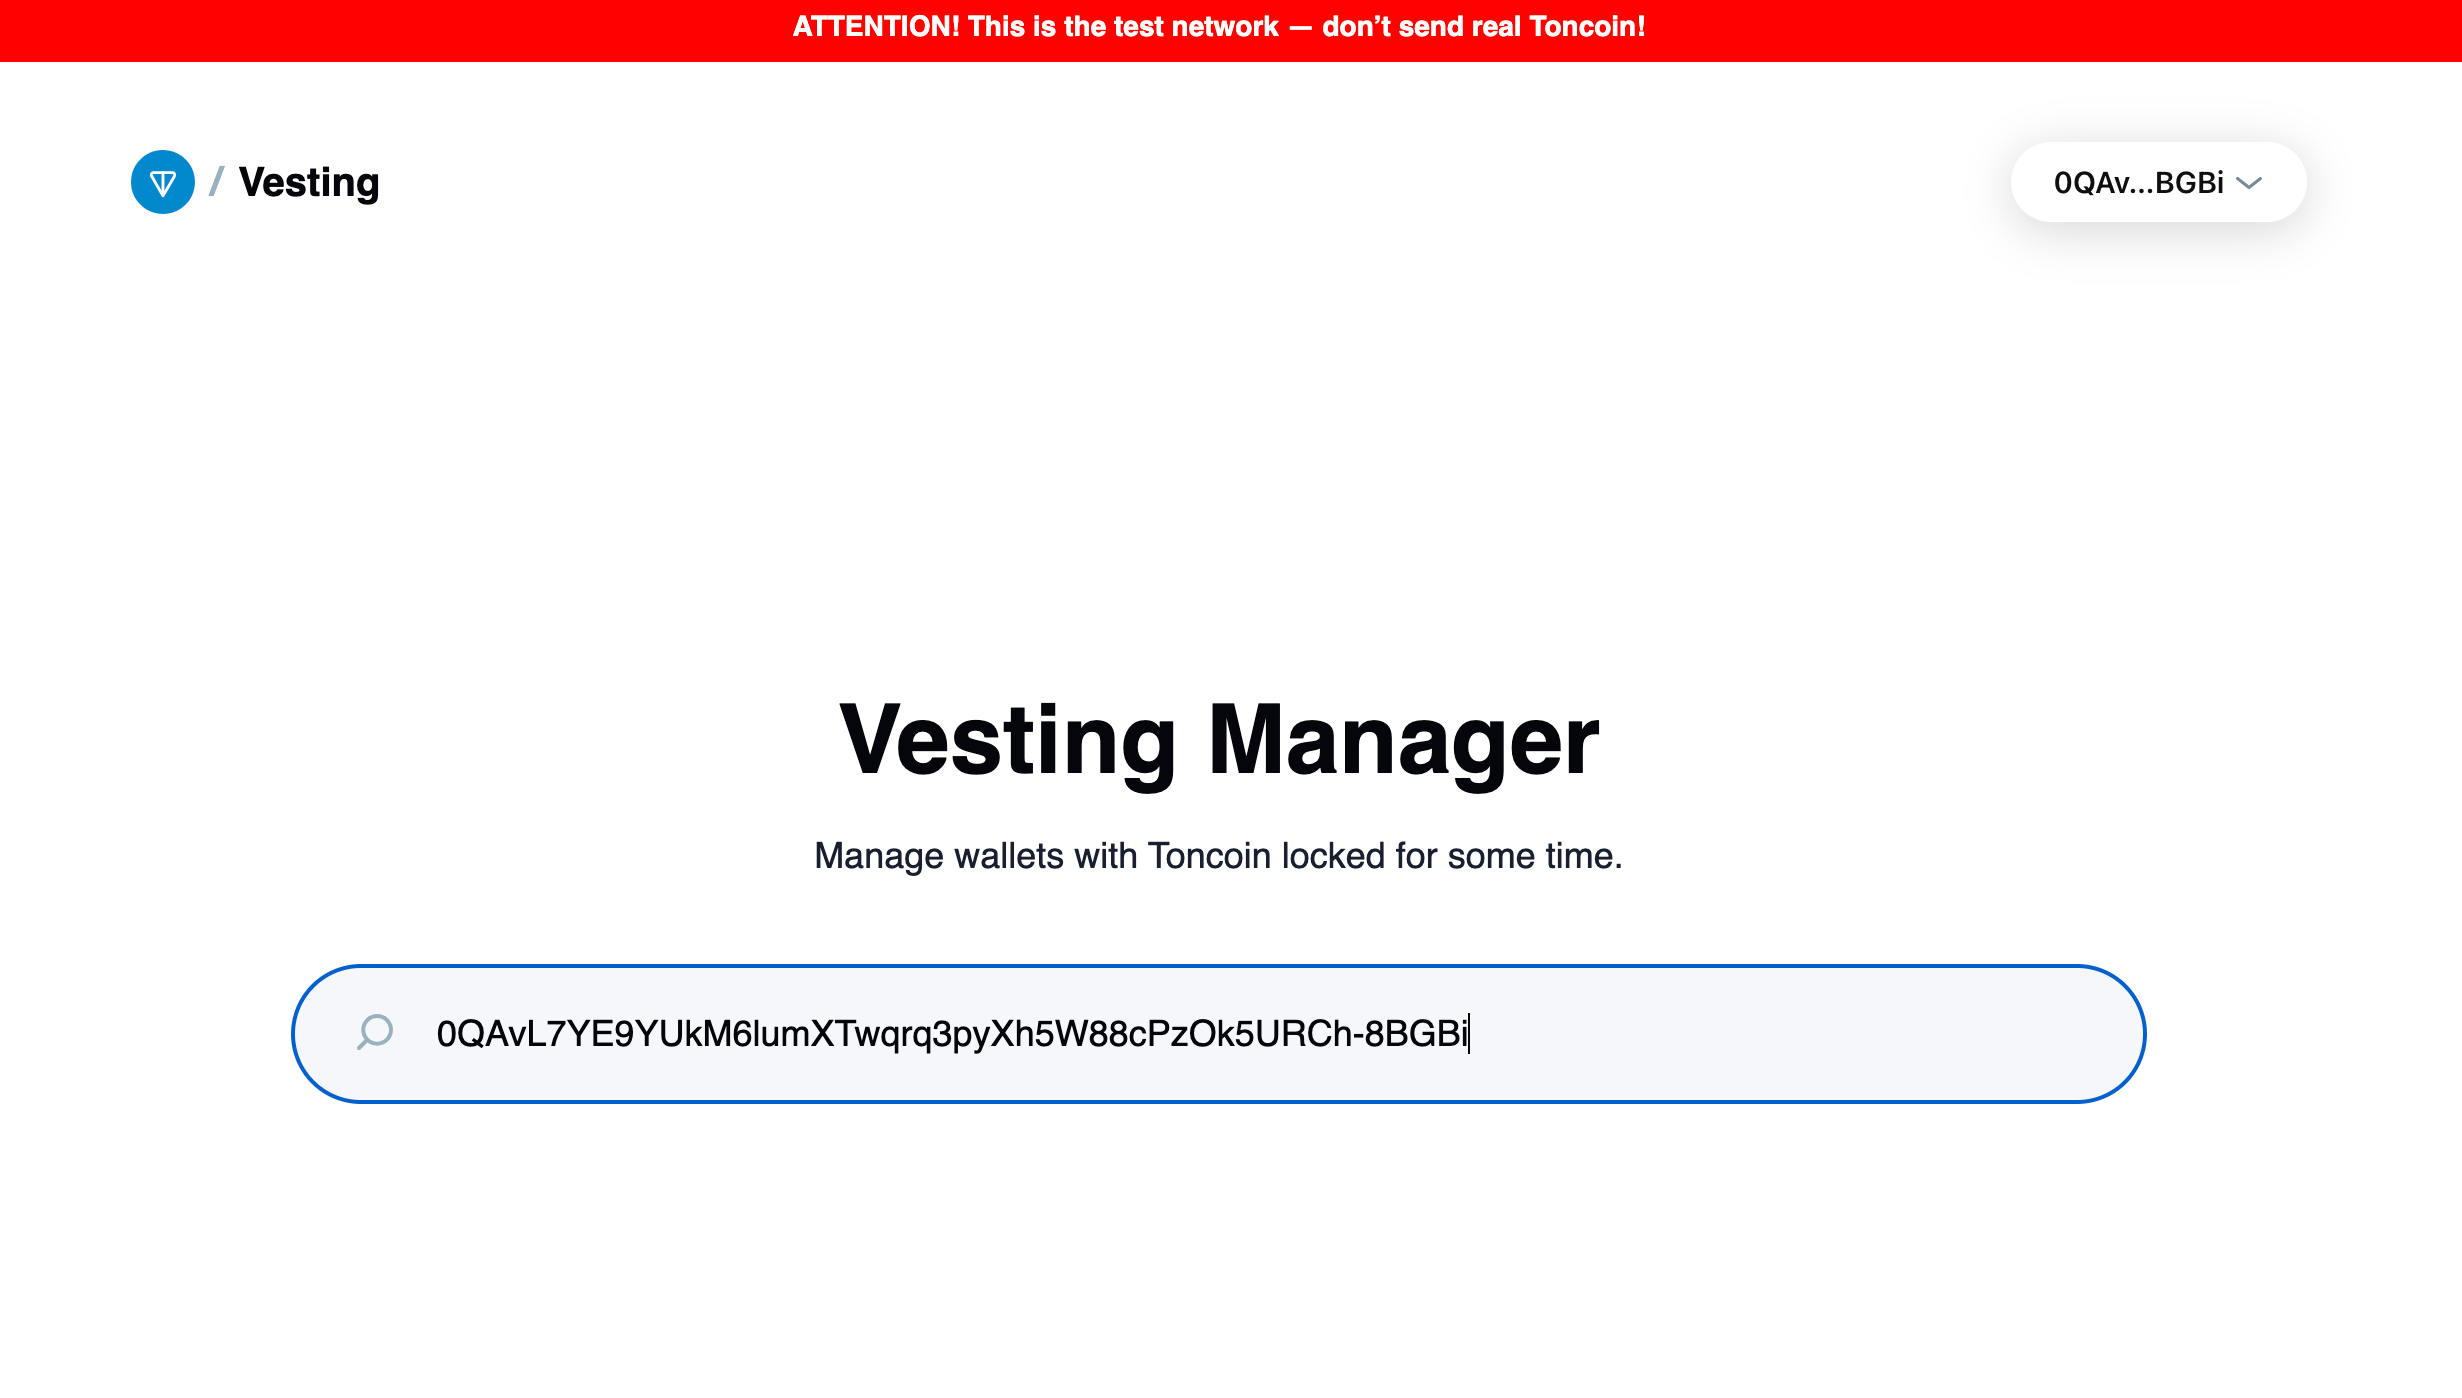 ATTENTION! This is the test network — don’t send real Toncoin!
/ Vesting
0QAv...BGBi
Vesting Manager
Manage wallets with Toncoin locked for some time.
0QAvL7YE9YUkM6lumXTwqrq3pyXh5W88cPzOk5URCh-8BGBi